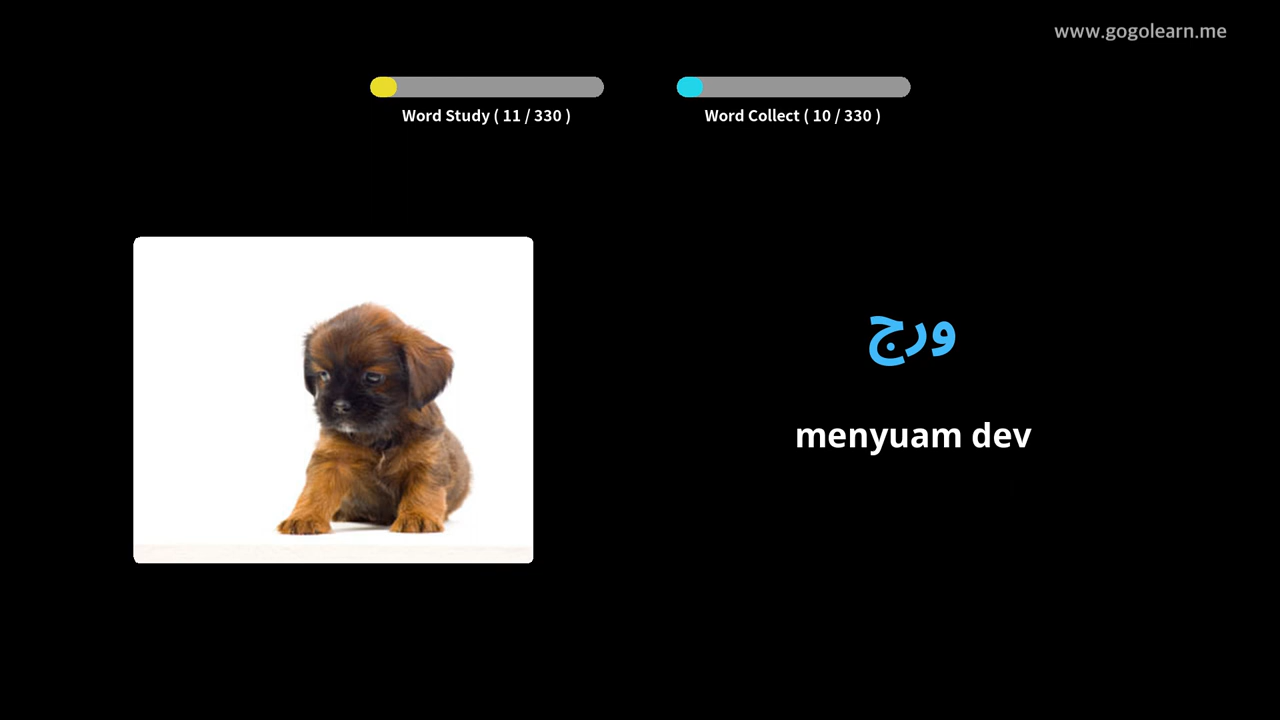 www.gogolearn.me
Word Study ( 11 / 330 )
Word Collect ( 10 / 330 )
ورج
menyuam dev